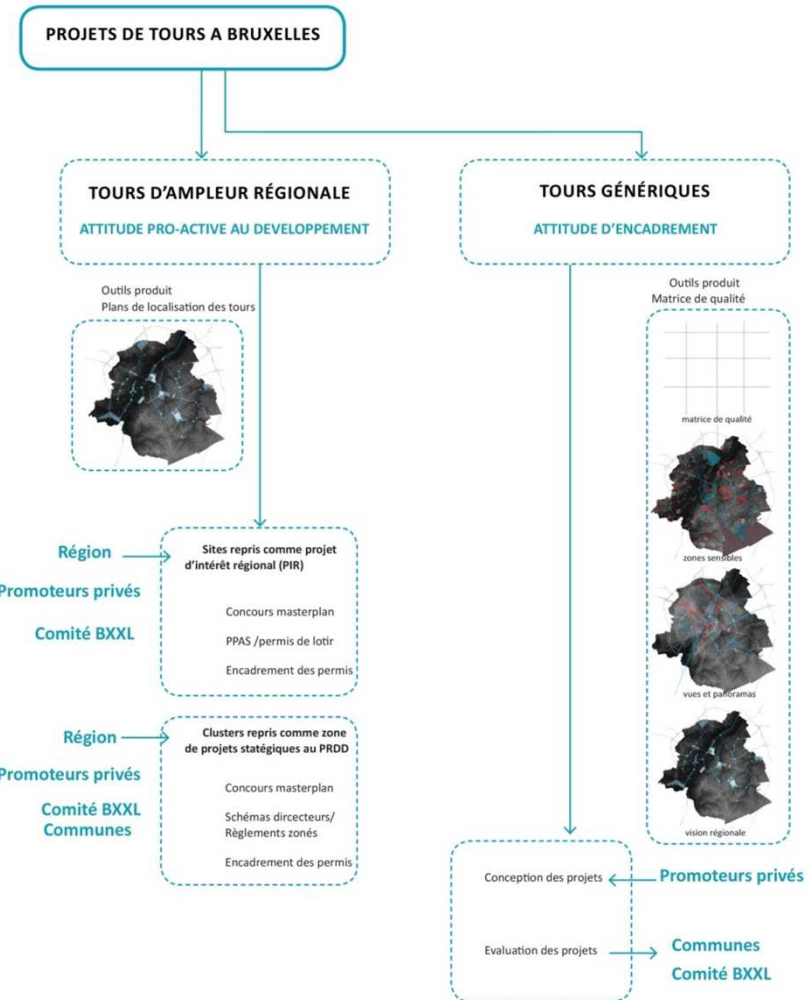 PROJETS DE TOURS A BRUXELLES
TOURS D'AMPLEUR RÉGIONALE
ATTITUDE PRO-ACTIVE AU DEVELOPPEMENT
Outils produit
Plans de localisation des tours
Région
Promoteurs privés
Comité BXXL
Sites repris comme projet
d'intérêt régional (PIR)
Concours masterplan
PPAS /permis de lotir
Encadrement des permis
Région
Promoteurs privés
Comité BXXL
Communes
Clusters repris comme zone
de projets statégiques au PRDD
Concours masterplan
Schémas dircecteurs/
Règlements zonés
Encadrement des permis
TOURS GÉNÉRIQUES
ATTITUDE D'ENCADREMENT
Outils produit
Matrice de qualité
matrice de qualité
zones sensibles
vues et panoramas
vision régionale
Conception des projets
Promoteurs privés
Evaluation des projets
Communes
Comité BXXL